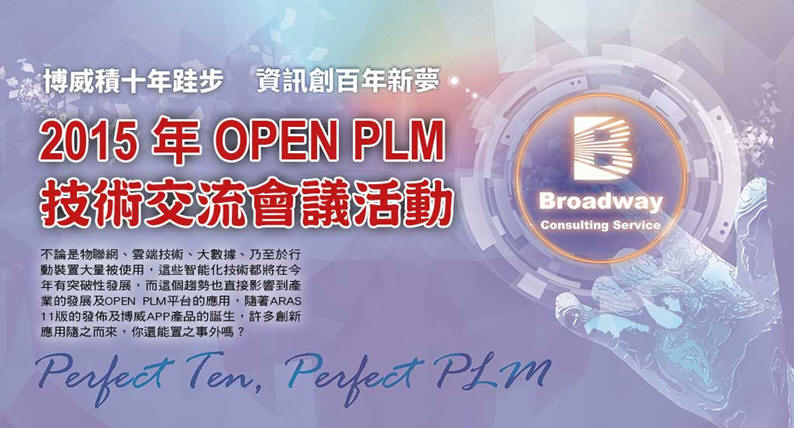 博威積十年跬步　資訊創百年新夢
2015 年 OPEN PLM
技術交流會議活動
不論是物聯網、雲端技術、大數據、乃至於行
動裝置大量被使用，這些智能化技術都將在今
年有突破性發展，而這個趨勢也直接影響到產
業的發展及OPEN PLM平台的應用，隨著ARAS
11版的發佈及博威APP產品的誕生，許多創新
應用隨之而來，你還能置之事外嗎？
Perfect Ten, Perfect PLM
B
Broadway
Consulting Service